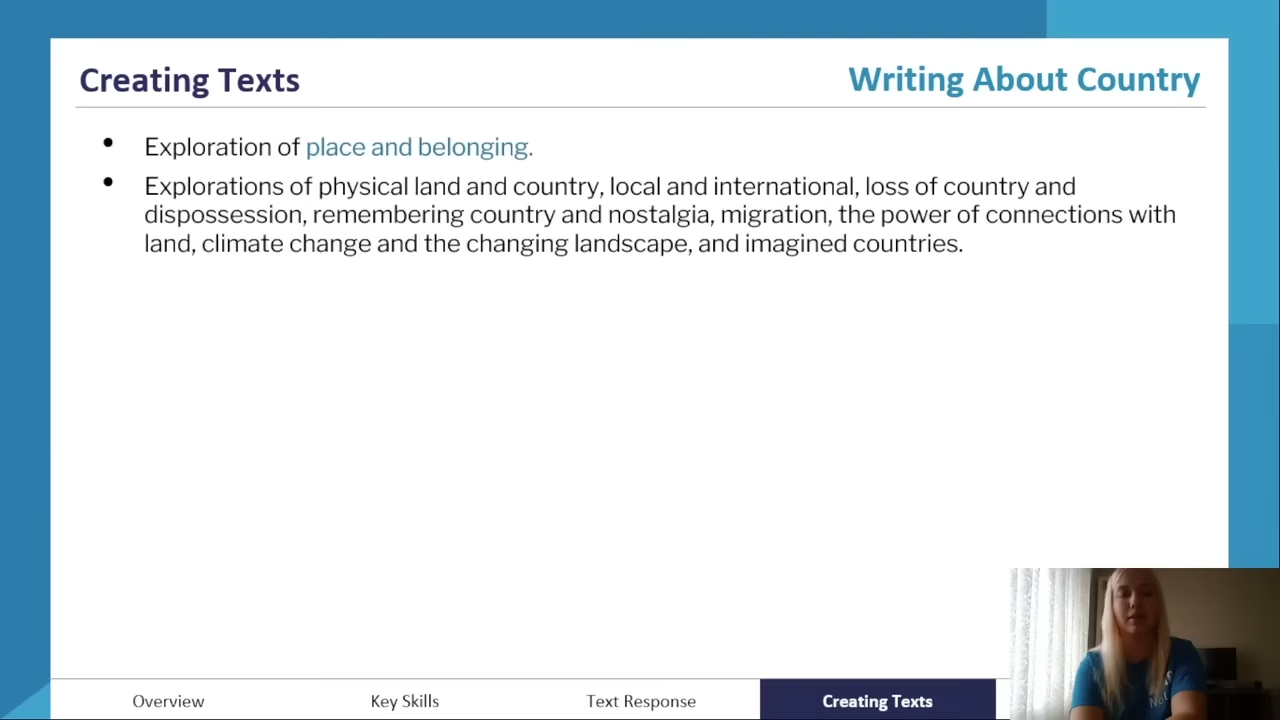 Creating Texts
Writing About Country
• Exploration of place and belonging.
• Explorations of physical land and country, local and international, loss of country and
dispossession, remembering country and nostalgia, migration, the power of connections with
land, climate change and the changing landscape, and imagined countries.
Overview
Key Skills
Text Response
Creating Texts